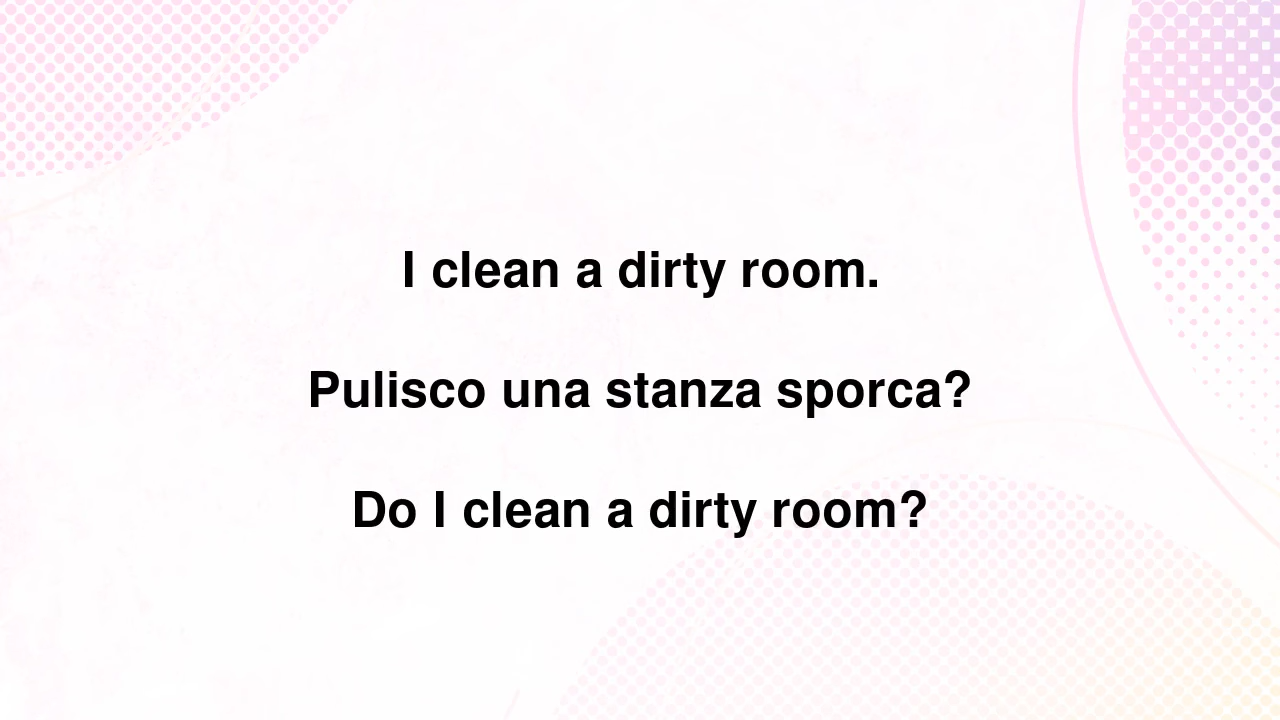 I clean a dirty room.
Pulisco una stanza sporca?
Do I clean a dirty room?